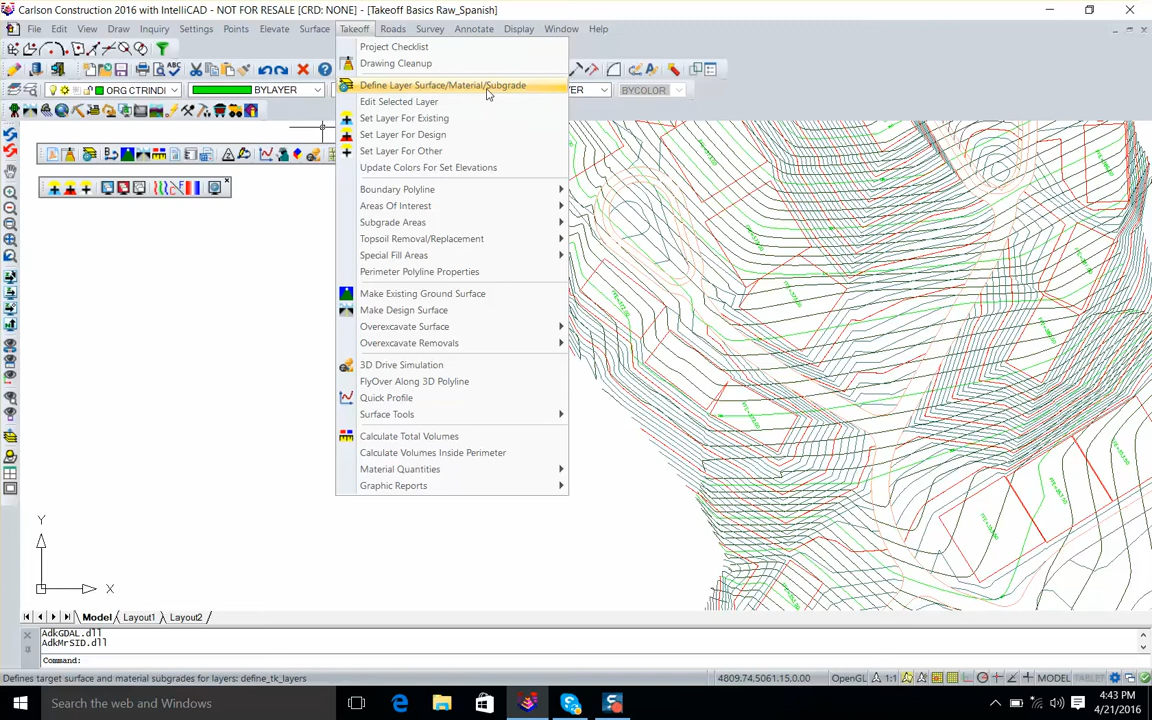 Carlson Construction 2016 with IntelliCAD - NOT FOR RESALE [CRD: NONE] - [Takeoff Basics Raw_Spanish]
File Edit View Draw Inquiry Settings Points Elevate Surface Takeoff Roads Survey Annotate Display Window Help
ORG CTRINDI BYLAYER BYCOLOR
Project Checklist
Drawing Cleanup
Define Layer Surface/Material/Subgrade
Edit Selected Layer
Set Layer For Existing
Set Layer For Design
Set Layer For Other
Update Colors For Set Elevations
Boundary Polyline
Areas Of Interest
Subgrade Areas
Topsoil Removal/Replacement
Special Fill Areas
Perimeter Polyline Properties
Make Existing Ground Surface
Make Design Surface
Overexcavate Surface
Overexcavate Removals
3D Drive Simulation
FlyOver Along 3D Polyline
Quick Profile
Surface Tools
Calculate Total Volumes
Calculate Volumes Inside Perimeter
Material Quantities
Graphic Reports
Y
X
Model Layout1 Layout2
AdkGDAL.dll
AdkMrSID.dll
Command:
Defines target surface and material subgrades for layers: define_tk_layers 4809.74,5061.15,0.00 OpenGL 1:1 MODEL TABLET
Search the web and Windows
4:43 PM
4/21/2016